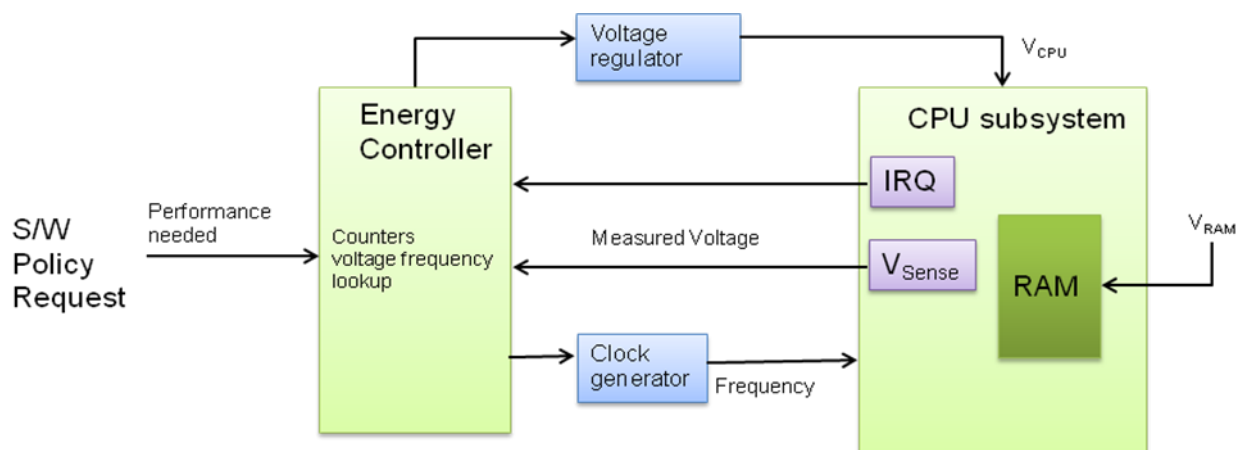 Voltage
regulator
V_CPU
Energy
Controller
CPU subsystem
IRQ
S/W
Policy
Request
Performance
needed
Counters
voltage frequency
lookup
Measured Voltage
V_Sense
RAM
V_RAM
Clock
generator
Frequency